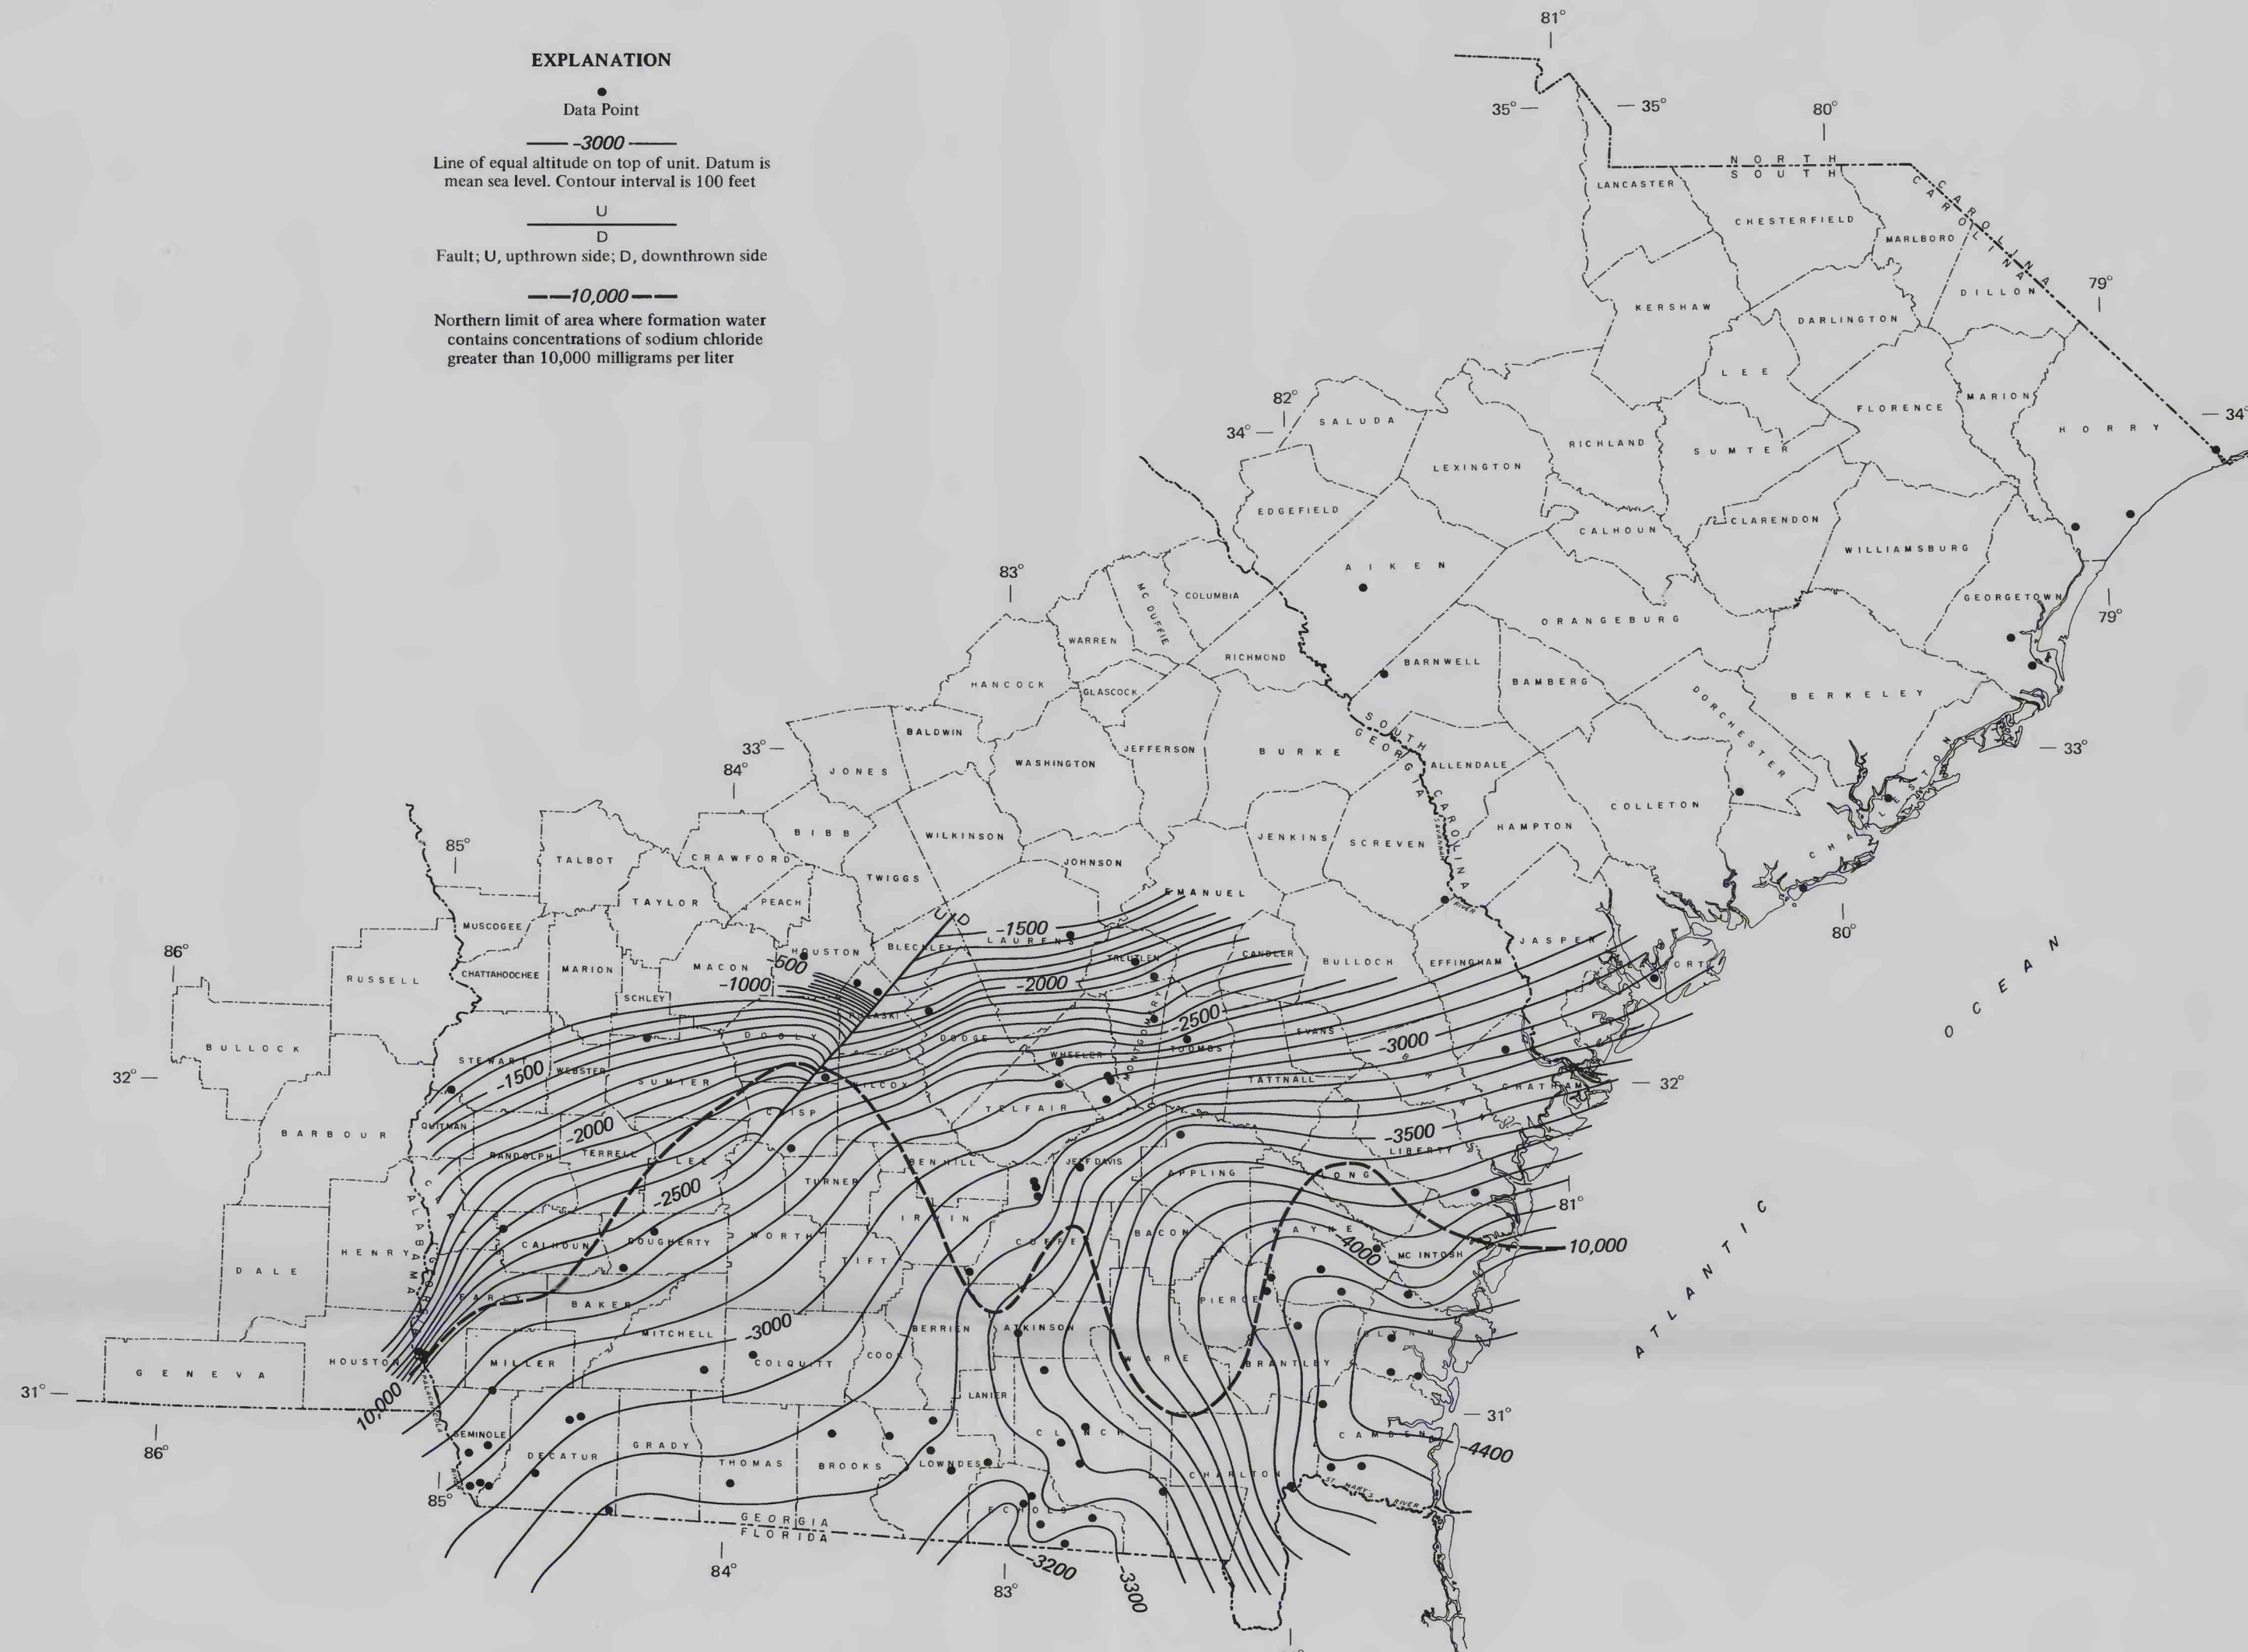 EXPLANATION
Data Point
-3000
Line of equal altitude on top of unit. Datum is
mean sea level. Contour interval is 100 feet
U
D
Fault; U, upthrown side; D, downthrown side
10,000
Northern limit of area where formation water
contains concentrations of sodium chloride
greater than 10,000 milligrams per liter
81°
35°
35°
80°
NORTH CAROLINA
SOUTH CAROLINA
LANCASTER
CHESTERFIELD
MARLBORO
DILLON
79°
KERSHAW
DARLINGTON
LEE
MARION
FLORENCE
HORRY
34°
82°
34°
SALUDA
RICHLAND
SUMTER
LEXINGTON
EDGEFIELD
CALHOUN
CLARENDON
WILLIAMSBURG
AIKEN
GEORGETOWN
79°
83°
MC DUFFIE
COLUMBIA
ORANGEBURG
WARREN
RICHMOND
BARNWELL
BAMBERG
DORCHESTER
BERKELEY
HANCOCK
GLASCOCK
SOUTH CAROLINA
GEORGIA
33°
33°
BALDWIN
JEFFERSON
BURKE
WASHINGTON
ALLENDALE
84°
JONES
COLLETON
CHARLESTON
HAMPTON
SAVANNAH
RIVER
BIBB
WILKINSON
JENKINS
SCREVEN
85°
TALBOT
CRAWFORD
JOHNSON
TWIGGS
EMANUEL
TAYLOR
PEACH
80°
U
D
MUSCOGEE
-1500
LAURENS
HOUSTON
BLECKLEY
JASPER
86°
RUSSELL
CHATTAHOOCHEE
MARION
MACON
-500
TREUTLEN
CANDLER
BULLOCH
EFFINGHAM
BEAUFORT
-1000
-2000
SCHLEY
PULASKI
-2500
OCEAN
BULLOCK
STEWART
-1500
WEBSTER
DOOLY
DODGE
WHEELER
MONTGOMERY
TOOMBS
EVANS
-3000
BRYAN
32°
SUMTER
WILCOX
TATTNALL
CHATHAM
32°
CRISP
TELFAIR
BARBOUR
QUITMAN
-2000
-3500
RANDOLPH
TERRELL
LEE
BEN HILL
JEFF DAVIS
APPLING
LIBERTY
TURNER
-2500
LONG
81°
HENRY
ALABAMA
GEORGIA
CALHOUN
DOUGHERTY
WORTH
IRWIN
COFFEE
BACON
WAYNE
-4000
MC INTOSH
10,000
DALE
TIFT
EARLY
BAKER
PIERCE
MITCHELL
-3000
BERRIEN
ATKINSON
GLYNN
HOUSTON
MILLER
COLQUITT
COOK
WARE
BRANTLEY
ATLANTIC
GENEVA
31°
LANIER
10,000
31°
SEMINOLE
CLINCH
CAMDEN
-4400
86°
DECATUR
GRADY
THOMAS
BROOKS
LOWNDES
CHARLTON
ST. MARYS RIVER
85°
ECHOLS
GEORGIA
FLORIDA
84°
-3200
83°
-3300